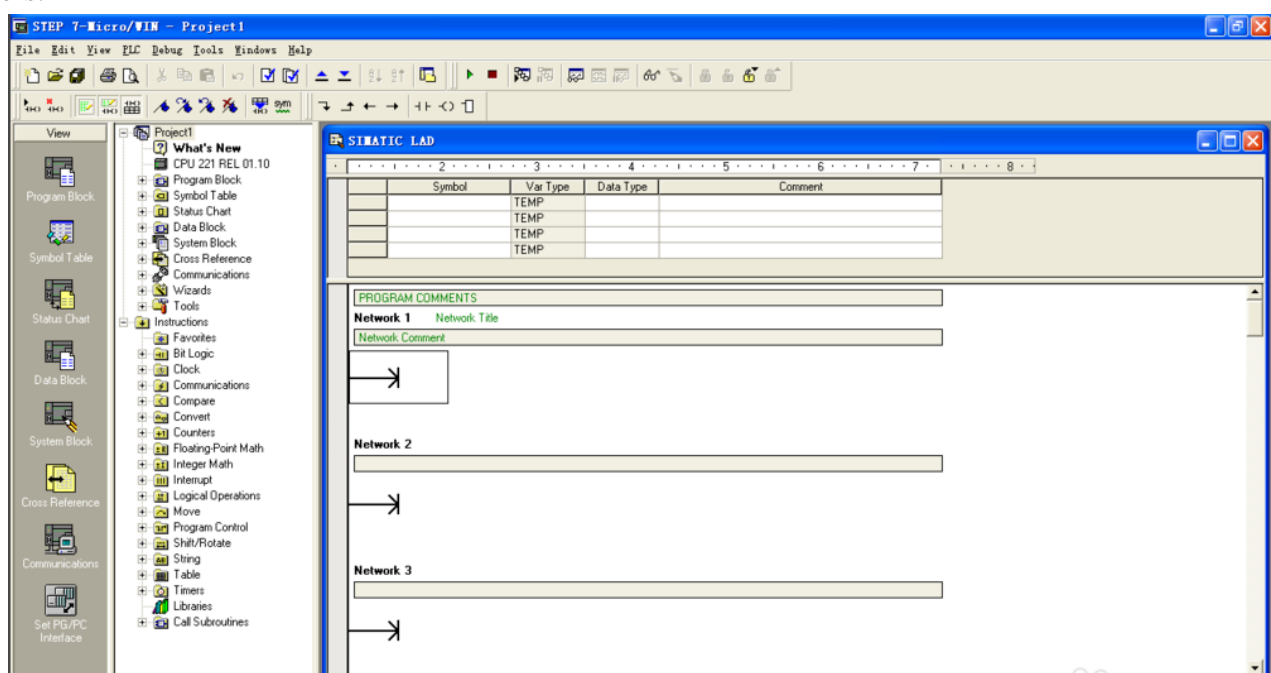 STEP 7-Micro/WIN - Project1
File Edit View PLC Debug Tools Windows Help
sym
View
Program Block
Symbol Table
Status Chart
Data Block
System Block
Cross Reference
Communications
Set PG/PC
Interface
Project1
What's New
CPU 221 REL 01.10
Program Block
Symbol Table
Status Chart
Data Block
System Block
Cross Reference
Communications
Wizards
Tools
Instructions
Favorites
Bit Logic
Clock
Communications
Compare
Convert
Counters
Floating-Point Math
Integer Math
Interrupt
Logical Operations
Move
Program Control
Shift/Rotate
String
Table
Timers
Libraries
Call Subroutines
SIMATIC LAD
2 3 4 5 6 7 8
Symbol Var Type Data Type Comment
TEMP
TEMP
TEMP
TEMP
PROGRAM COMMENTS
Network 1 Network Title
Network Comment
Network 2
Network 3